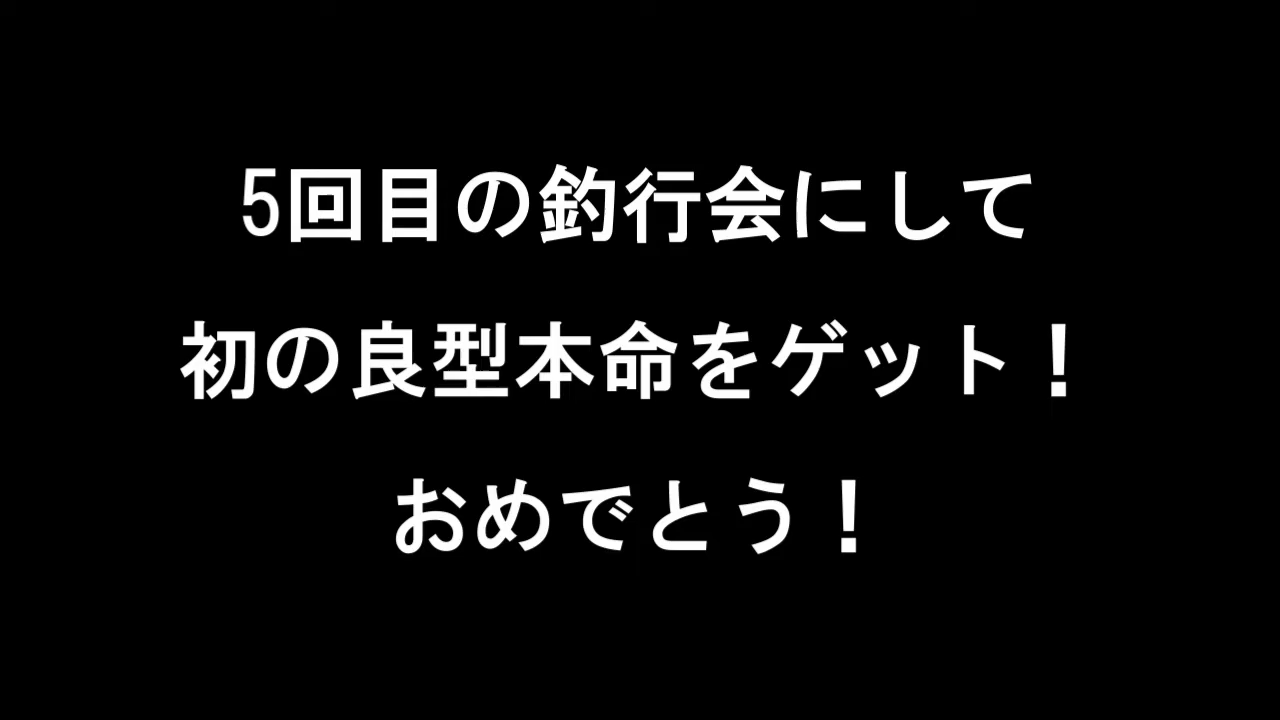 5回目の釣行会にして
初の良型本命をゲット！
おめでとう！